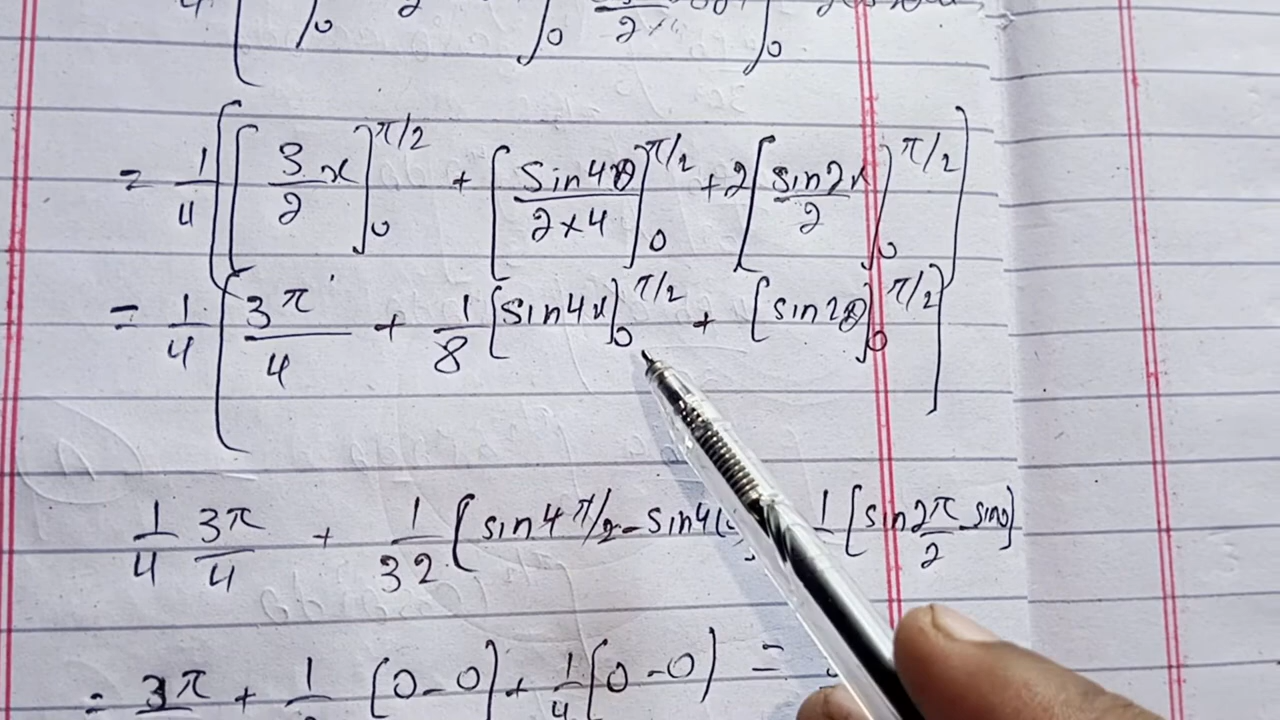 = 1/4 [ [ 3/2 x ]₀^π/2 + [ sin4θ / 2×4 ]₀^π/2 + 2 [ sin2x / 2 ]₀^π/2 ]
= 1/4 [ 3π/4 + 1/8 [sin4x]₀^π/2 + [sin2θ]₀^π/2 ]
1/4 3π/4 + 1/32 [ sin4 π/2 - sin4( 1 [ sin 2π/2 - sin0 ]
= 3π + 1 [0-0] + 1/4 [0-0] =